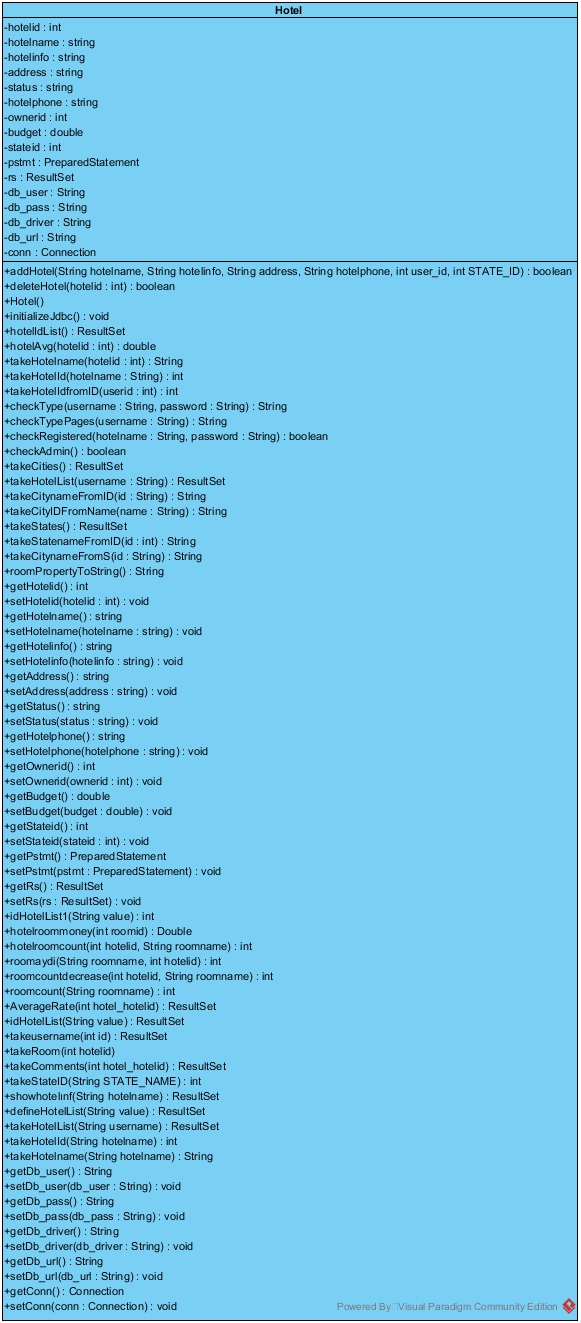 Hotel
-hotelid : int
-hotelname : string
-hotelinfo : string
-address : string
-status : string
-hotelphone : string
-ownerid : int
-budget : double
-stateid : int
-pstmt : PreparedStatement
-rs : ResultSet
-db_user : String
-db_pass : String
-db_driver : String
-db_url : String
-conn : Connection
+addHotel(String hotelname, String hotelinfo, String address, String hotelphone, int user_id, int STATE_ID) : boolean
+deleteHotel(hotelid : int) : boolean
+Hotel()
+initializeJdbc() : void
+hotelIdList() : ResultSet
+hotelAvg(hotelid : int) : double
+takeHotelname(hotelid : int) : String
+takeHotelId(hotelname : String) : int
+takeHotelIdfromID(userid : int) : int
+checkType(username : String, password : String) : String
+checkTypePages(username : String) : String
+checkRegistered(hotelname : String, password : String) : boolean
+checkAdmin() : boolean
+takeCities() : ResultSet
+takeHotelList(username : String) : ResultSet
+takeCitynameFromID(id : String) : String
+takeCityIDFromName(name : String) : String
+takeStates() : ResultSet
+takeStatenameFromID(id : int) : String
+takeCitynameFromS(id : String) : String
+roomPropertyToString() : String
+getHotelid() : int
+setHotelid(hotelid : int) : void
+getHotelname() : string
+setHotelname(hotelname : string) : void
+getHotelinfo() : string
+setHotelinfo(hotelinfo : string) : void
+getAddress() : string
+setAddress(address : string) : void
+getStatus() : string
+setStatus(status : string) : void
+getHotelphone() : string
+setHotelphone(hotelphone : string) : void
+getOwnerid() : int
+setOwnerid(ownerid : int) : void
+getBudget() : double
+setBudget(budget : double) : void
+getStateid() : int
+setStateid(stateid : int) : void
+getPstmt() : PreparedStatement
+setPstmt(pstmt : PreparedStatement) : void
+getRs() : ResultSet
+setRs(rs : ResultSet) : void
+idHotelList1(String value) : int
+hotelroommoney(int roomid) : Double
+hotelroomcount(int hotelid, String roomname) : int
+roomaydi(String roomname, int hotelid) : int
+roomcountdecrease(int hotelid, String roomname) : int
+roomcount(String roomname) : int
+AverageRate(int hotel_hotelid) : ResultSet
+idHotelList(String value) : ResultSet
+takeusername(int id) : ResultSet
+takeRoom(int hotelid)
+takeComments(int hotel_hotelid) : ResultSet
+takeStateID(String STATE_NAME) : int
+showhotelinf(String hotelname) : ResultSet
+defineHotelList(String value) : ResultSet
+takeHotelList(String username) : ResultSet
+takeHotelId(String hotelname) : int
+takeHotelname(String hotelname) : String
+getDb_user() : String
+setDb_user(db_user : String) : void
+getDb_pass() : String
+setDb_pass(db_pass : String) : void
+getDb_driver() : String
+setDb_driver(db_driver : String) : void
+getDb_url() : String
+setDb_url(db_url : String) : void
+getConn() : Connection
+setConn(conn : Connection) : void
Powered By Visual Paradigm Community Edition